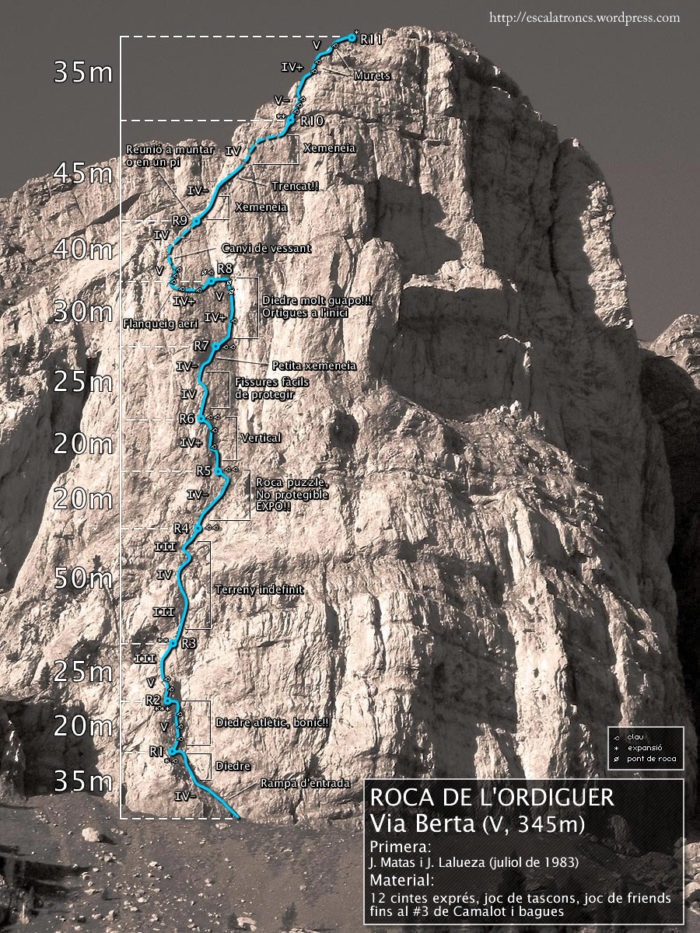 http://escalatroncs.wordpress.com
R11
V
IV+
Murets
35m
V-
R10
IV
Xemeneia
Reunió a muntar
o en un pi
45m
Trencat!!
IV-
Xemeneia
R9
IV
40m
Canvi de vessant
R8
V
IV+
V
Diedre molt guapo!!!
Ortigues a l'inici
30m
Flanqueig aeri
IV+
R7
Petita xemeneia
IV-
25m
Fissures fàcils
de protegir
IV
R6
Vertical
20m
IV+
R5
Roca puzzle,
No protegible
EXPO!!
20m
IV-
R4
III
IV
50m
Terreny indefinit
III
R3
III
25m
V
R2
Diedre atlètic, bonic!!
20m
V
R1
Diedre
35m
Rampa d'entrada
IV-
clau
expansió
pont de roca
ROCA DE L'ORDIGUER
Via Berta (V, 345m)
Primera:
J. Matas i J. Lalueza (juliol de 1983)
Material:
12 cintes exprés, joc de tascons, joc de friends
fins al #3 de Camalot i bagues